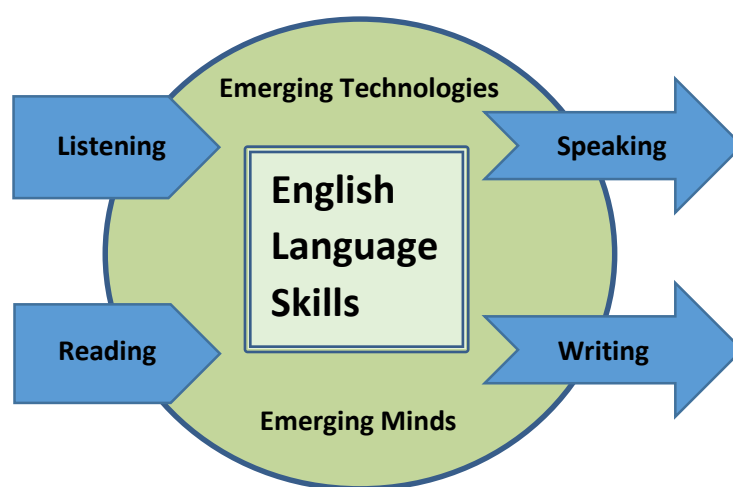 Emerging Technologies
Listening
Speaking
English
Language
Skills
Reading
Writing
Emerging Minds